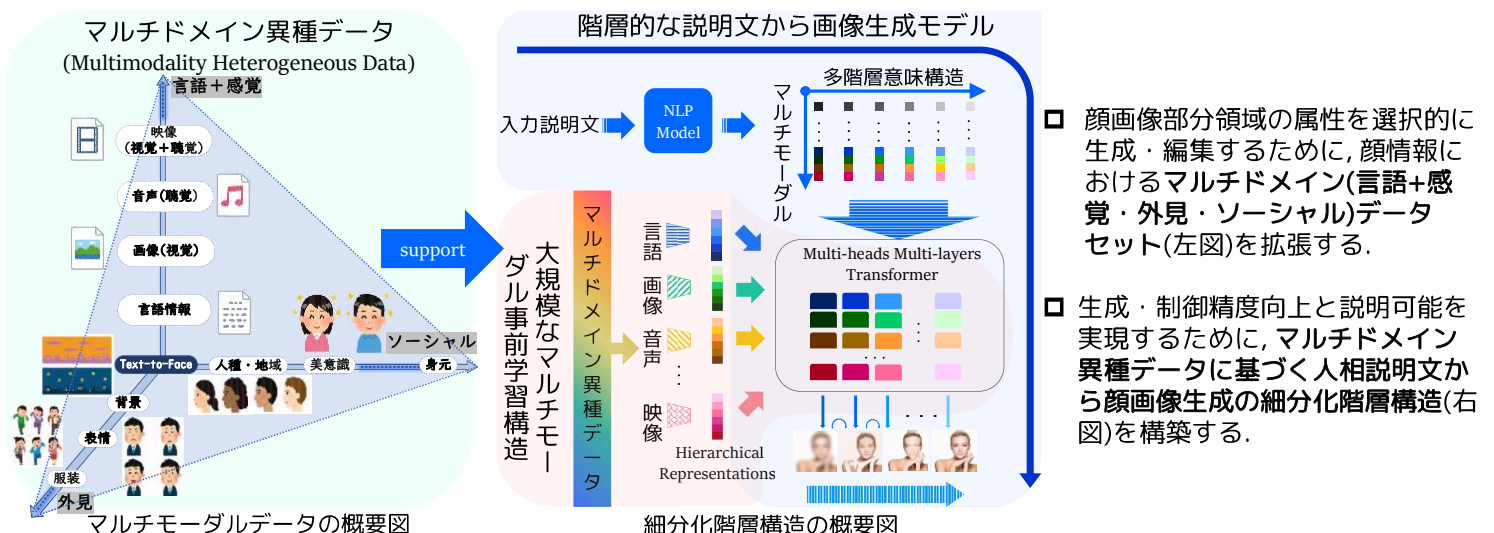 マルチドメイン異種データ
(Multimodality Heterogeneous Data)
言語＋感覚
映像
(視覚＋聴覚)
音声(聴覚)
画像(視覚)
言語情報
ソーシャル
Text-to-Face
人種・地域
美意識
身元
背景
表情
服装
外見
マルチモーダルデータの概要図
support
階層的な説明文から画像生成モデル
入力説明文
NLP
Model
多階層意味構造
マルチモーダル
大規模なマルチモー
ダル事前学習構造
マルチドメイン異種データ
言語
画像
音声
映像
Hierarchical
Representations
Multi-heads Multi-layers
Transformer
細分化階層構造の概要図
顔画像部分領域の属性を選択的に
生成・編集するために, 顔情報に
おけるマルチドメイン(言語+感
覚・外見・ソーシャル)データ
セット(左図)を拡張する.
生成・制御精度向上と説明可能を
実現するために, マルチドメイン
異種データに基づく人相説明文か
ら顔画像生成の細分化階層構造(右
図)を構築する.